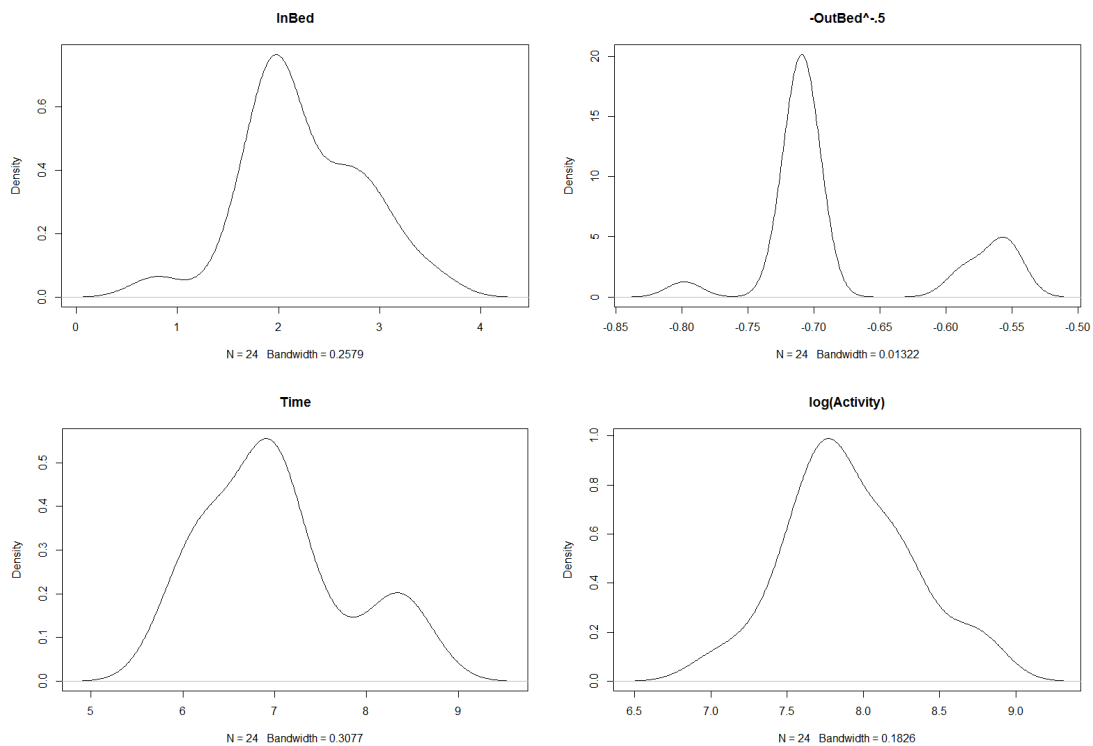 InBed
Density
0.0 0.2 0.4 0.6
0 1 2 3 4
N = 24 Bandwidth = 0.2579
-OutBed^-.5
Density
0 5 10 15 20
-0.85 -0.80 -0.75 -0.70 -0.65 -0.60 -0.55 -0.50
N = 24 Bandwidth = 0.01322
Time
Density
0.0 0.1 0.2 0.3 0.4 0.5
5 6 7 8 9
N = 24 Bandwidth = 0.3077
log(Activity)
Density
0.0 0.2 0.4 0.6 0.8 1.0
6.5 7.0 7.5 8.0 8.5 9.0
N = 24 Bandwidth = 0.1826